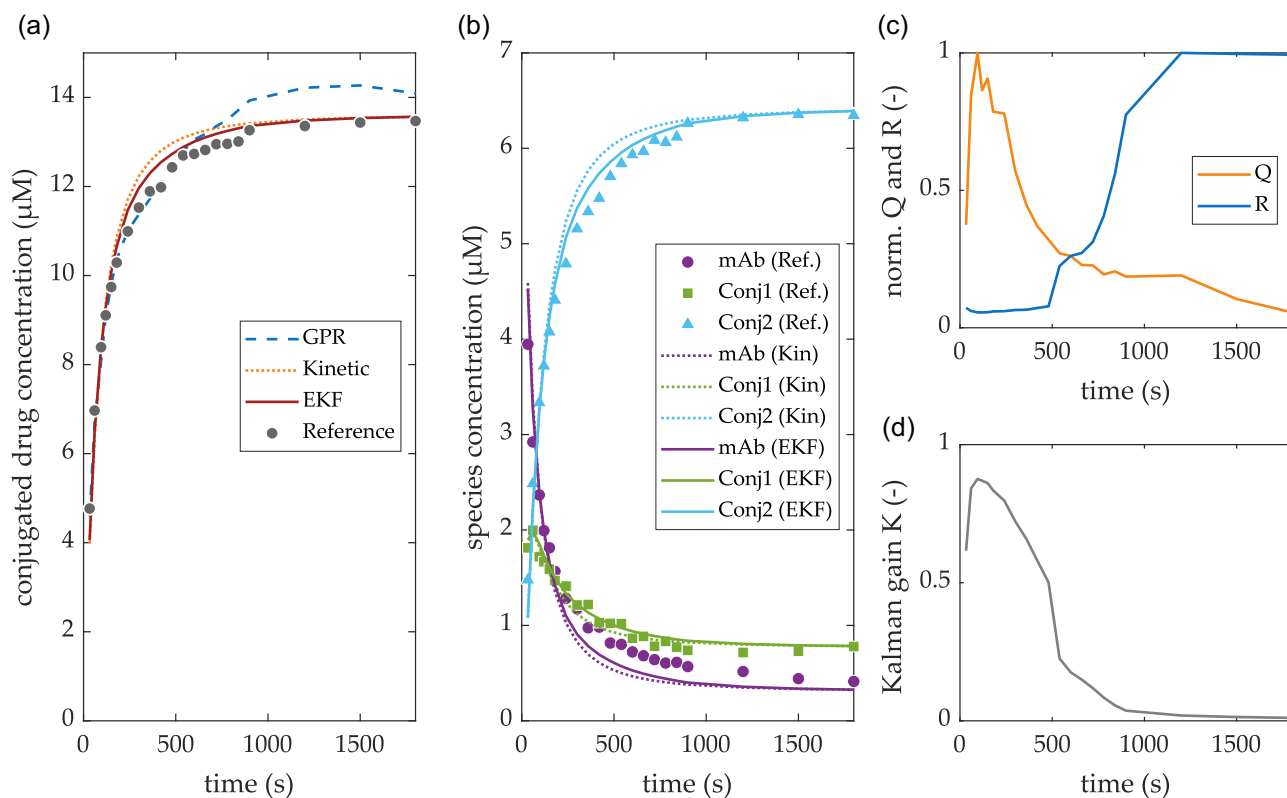 (a)
conjugated drug concentration (µM)
14
12
10
8
6
4
2
0
0
500
1000
1500
time (s)
GPR
Kinetic
EKF
Reference
(b)
species concentration (µM)
7
6
5
4
3
2
1
0
0
500
1000
1500
time (s)
mAb (Ref.)
Conj1 (Ref.)
Conj2 (Ref.)
mAb (Kin)
Conj1 (Kin)
Conj2 (Kin)
mAb (EKF)
Conj1 (EKF)
Conj2 (EKF)
(c)
norm. Q and R (-)
1
0.5
0
0
500
1000
1500
time (s)
Q
R
(d)
Kalman gain K (-)
1
0.5
0
0
500
1000
1500
time (s)